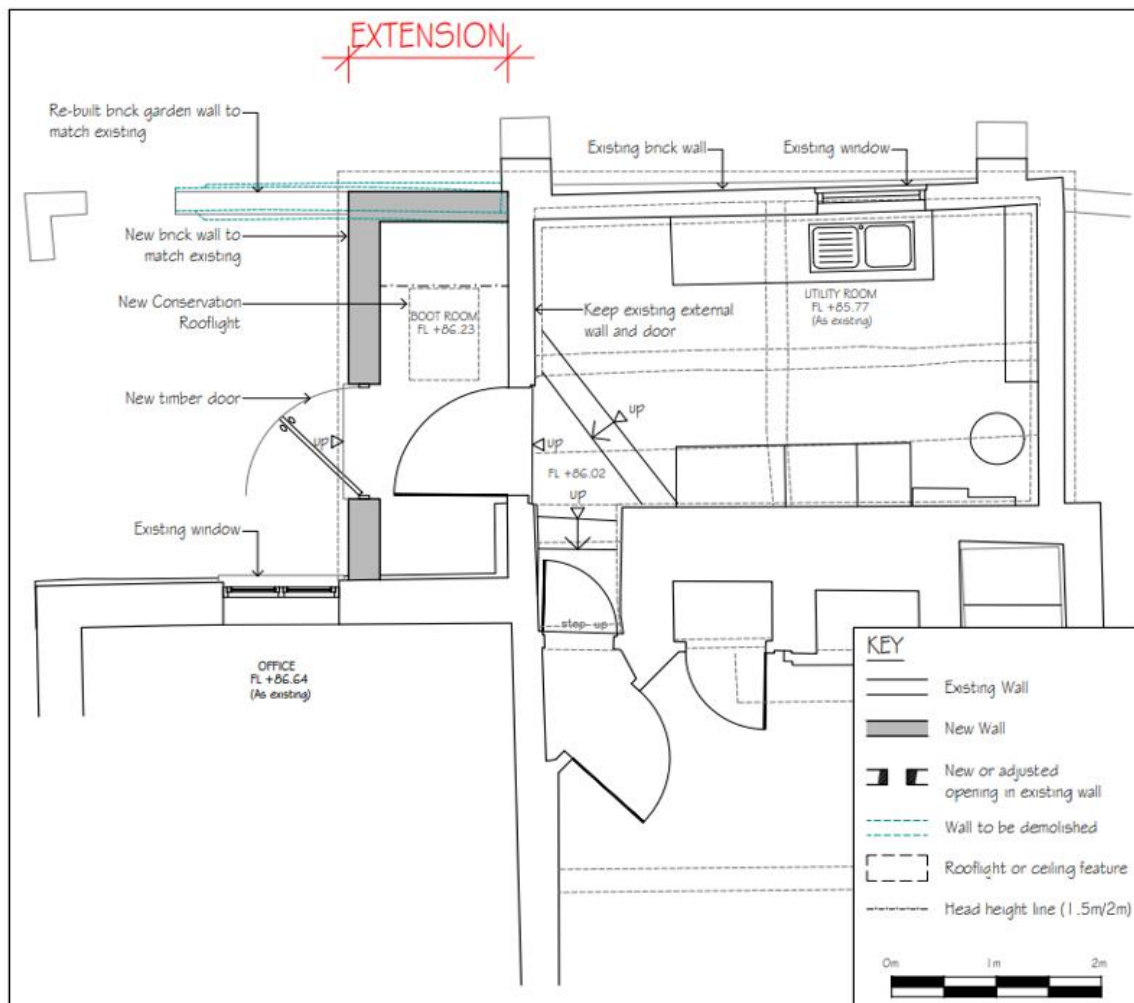 EXTENSION
Re-built brick garden wall to
match existing
Existing brick wall
Existing window
New brick wall to
match existing
New Conservation
Rooflight
BOOT ROOM
FL +86.23
Keep existing external
wall and door
UTILITY ROOM
FL +85.77
(As existing)
New timber door
up
up
up
FL +86.02
up
Existing window
step up
OFFICE
FL +86.64
(As existing)
KEY
Existing Wall
New Wall
New or adjusted
opening in existing wall
Wall to be demolished
Rooflight or ceiling feature
Head height line (1.5m/2m)
0m 1m 2m